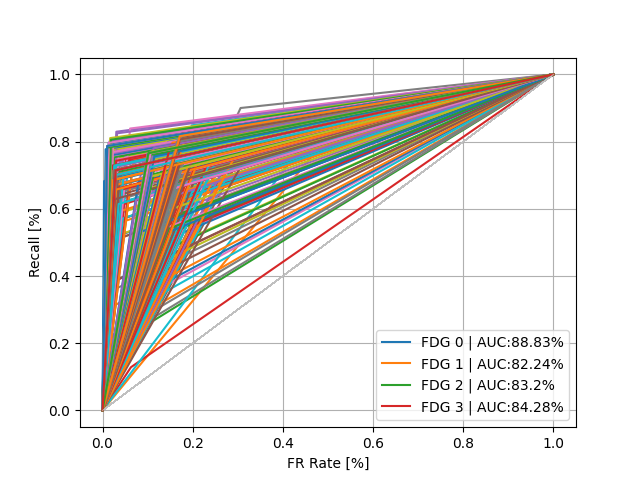 1.0
0.8
0.6
0.4
0.2
0.0
Recall [%]
0.0 0.2 0.4 0.6 0.8 1.0
FR Rate [%]
FDG 0 | AUC:88.83%
FDG 1 | AUC:82.24%
FDG 2 | AUC:83.2%
FDG 3 | AUC:84.28%